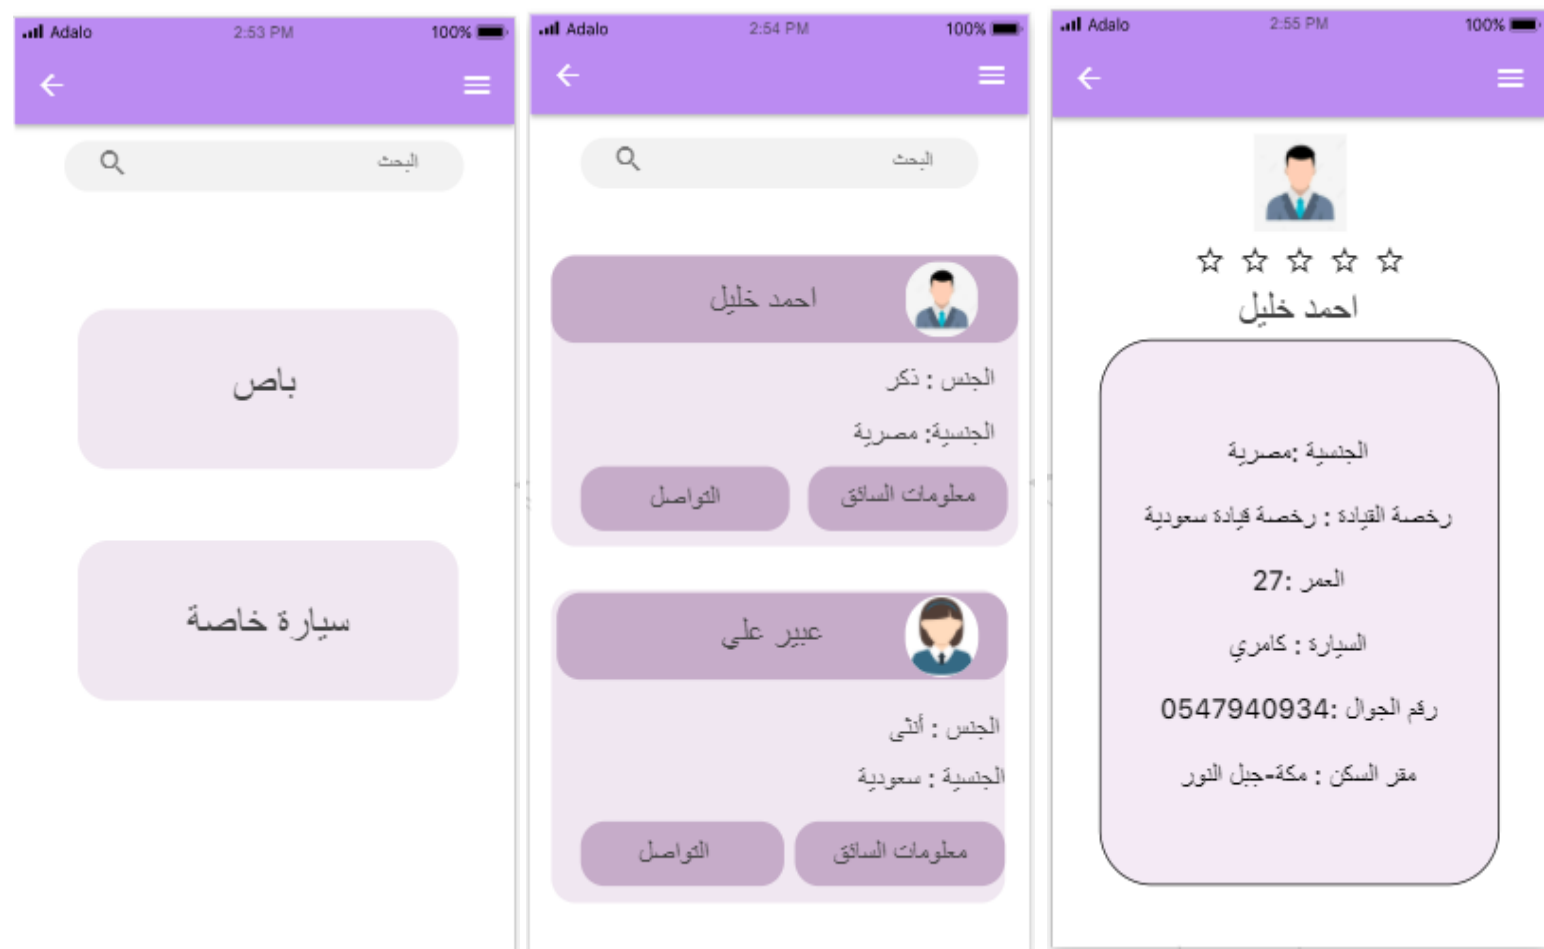 Adalo
2:53 PM
100%
البحث
باص
سيارة خاصة
Adalo
2:54 PM
100%
البحث
احمد خليل
الجنس : ذكر
الجنسية: مصرية
معلومات السائق
التواصل
عبير علي
الجنس : أنثى
الجنسية : سعودية
معلومات السائق
التواصل
Adalo
2:55 PM
100%
احمد خليل
الجنسية :مصرية
رخصة القيادة : رخصة قيادة سعودية
العمر :27
السيارة : كامري
رقم الجوال :0547940934
مقر السكن : مكة-جبل النور